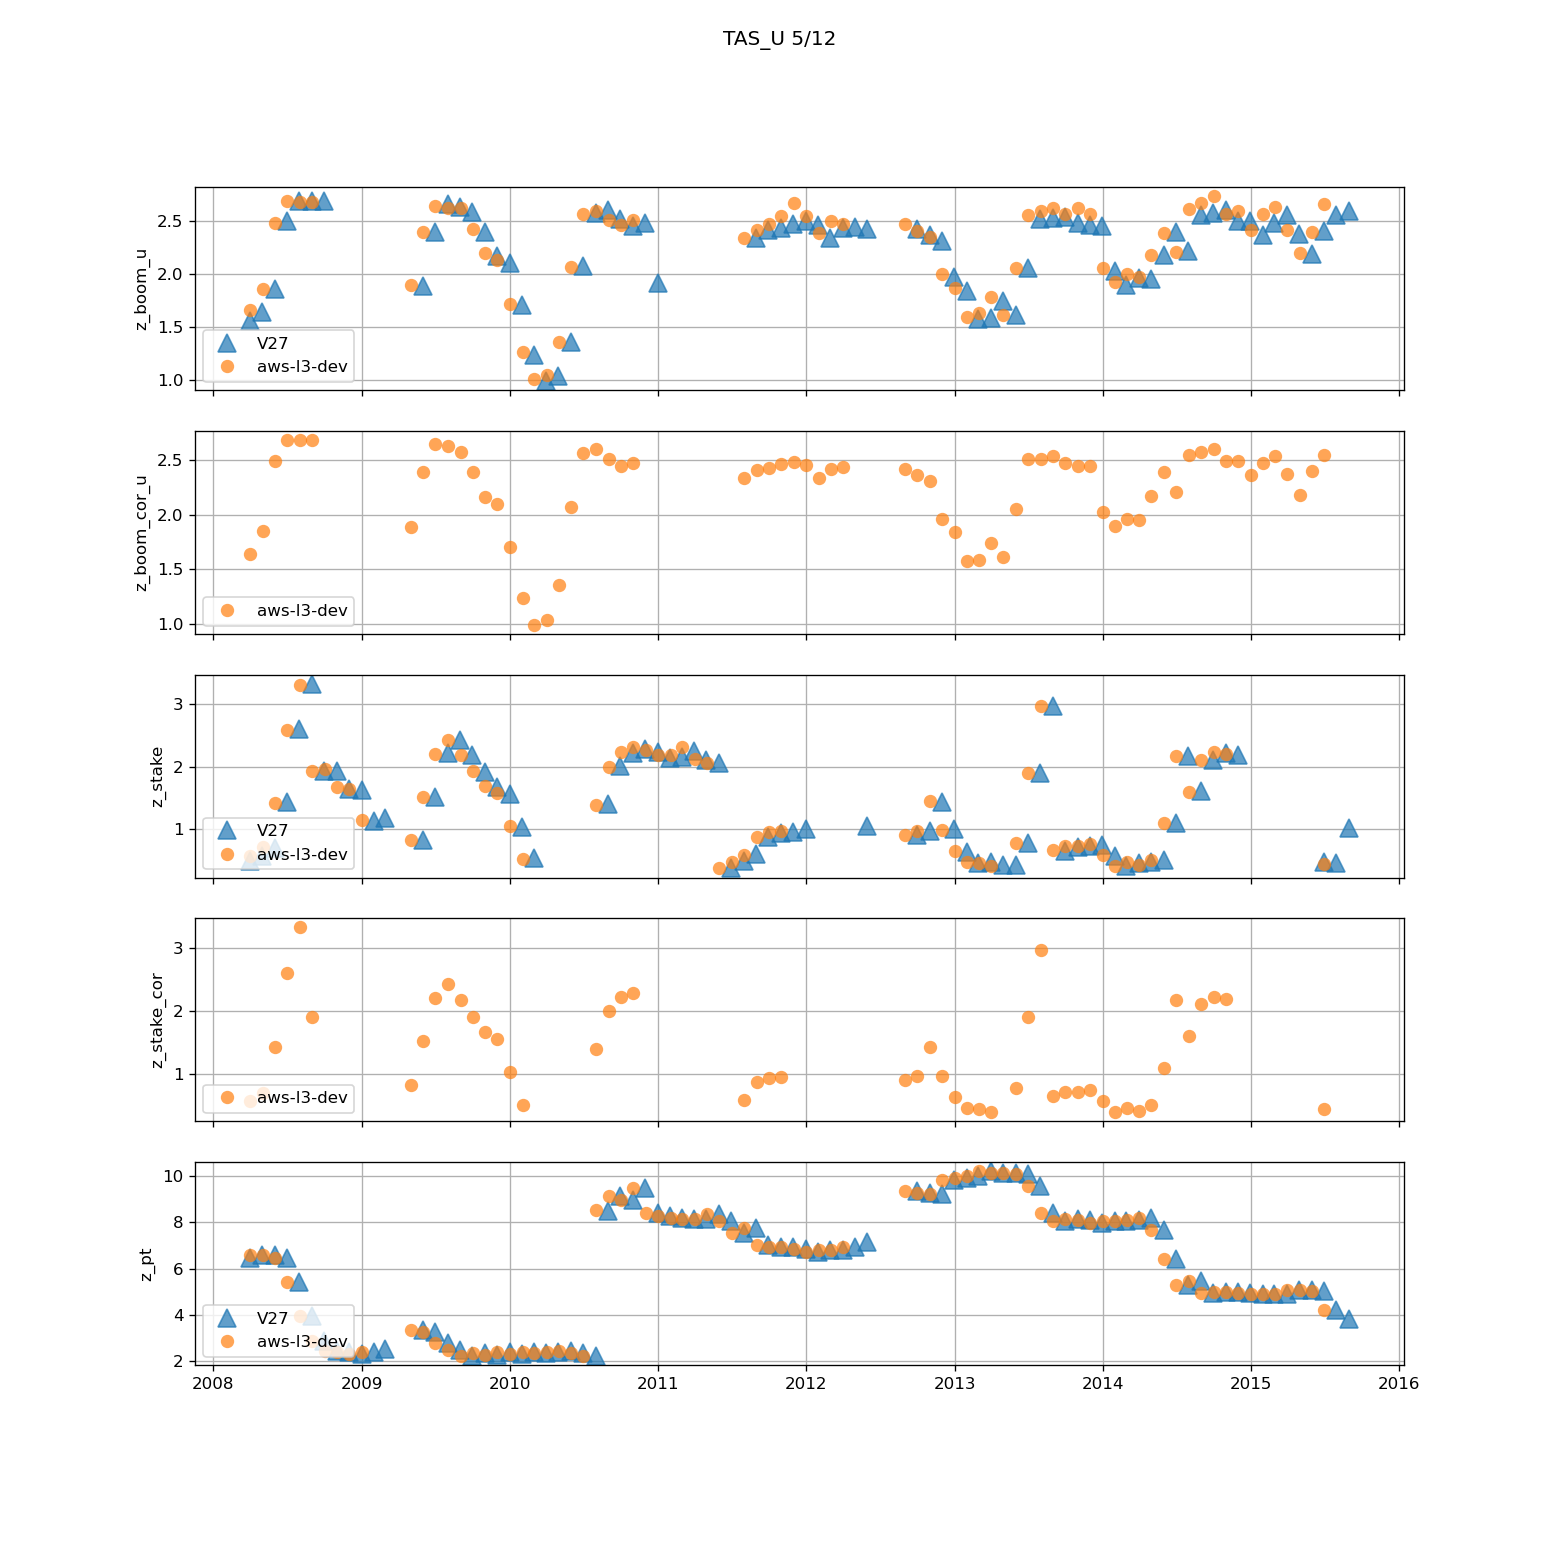 TAS_U 5/12
z_boom_u
2.5
2.0
1.5
1.0
V27
aws-l3-dev
z_boom_cor_u
2.5
2.0
1.5
1.0
aws-l3-dev
z_stake
3
2
1
V27
aws-l3-dev
z_stake_cor
3
2
1
aws-l3-dev
z_pt
10
8
6
4
2
V27
aws-l3-dev
2008 2009 2010 2011 2012 2013 2014 2015 2016